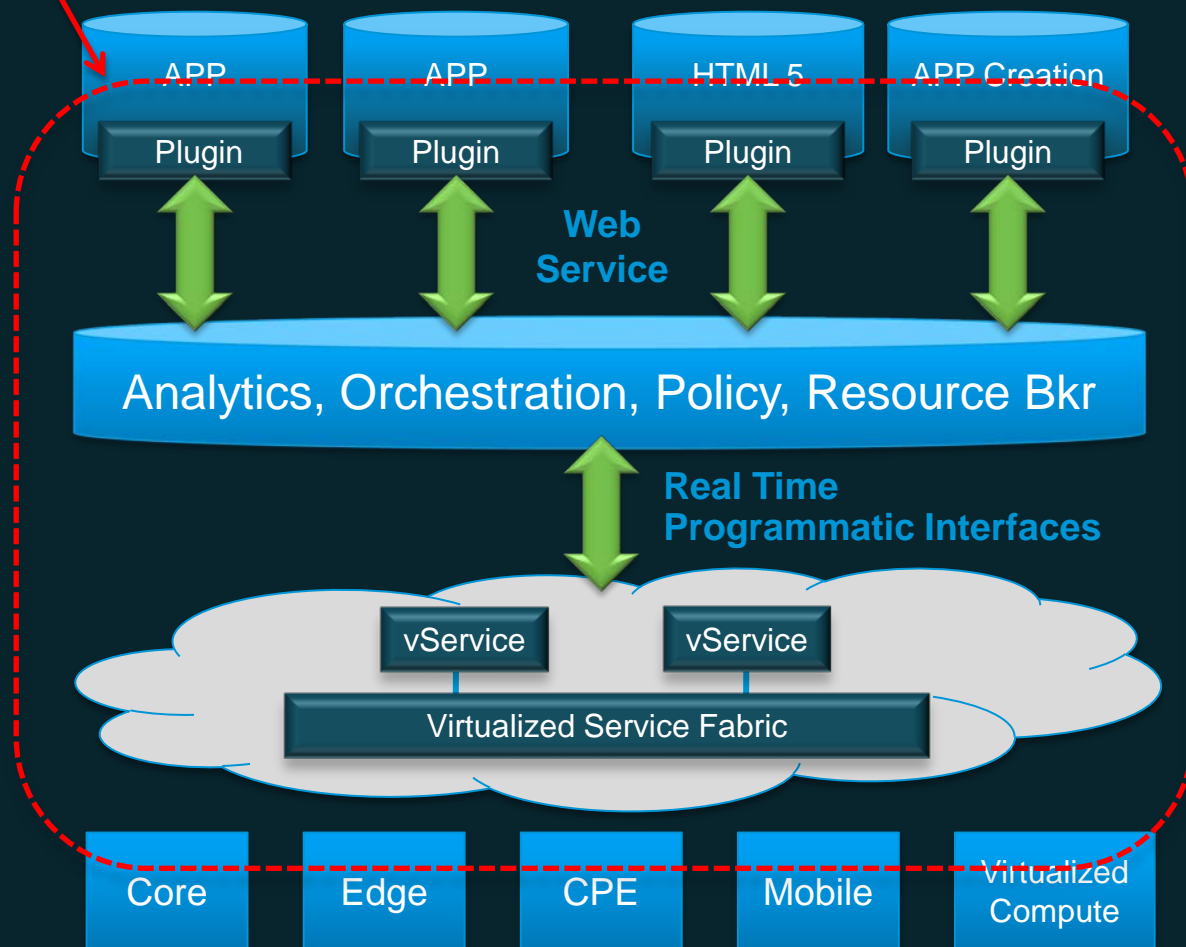 APP
APP
HTML 5
APP Creation
Plugin
Plugin
Plugin
Plugin
Web
Service
Analytics, Orchestration, Policy, Resource Bkr
Real Time
Programmatic Interfaces
vService
vService
Virtualized Service Fabric
Core
Edge
CPE
Mobile
Virtualized
Compute